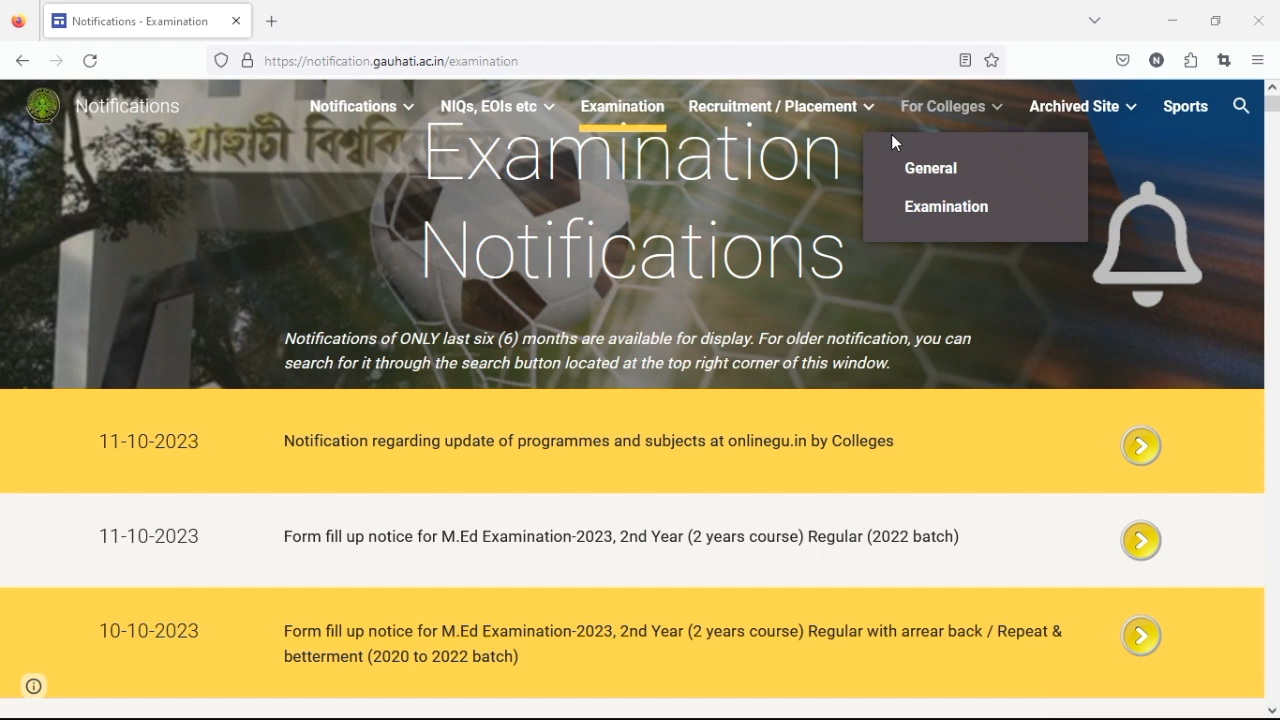 Notifications - Examination
https://notification.gauhati.ac.in/examination
Notifications
Notifications NIQs, EOIs etc Examination Recruitment / Placement For Colleges Archived Site Sports
General
Examination
Examination
Notifications
Notifications of ONLY last six (6) months are available for display. For older notification, you can
search for it through the search button located at the top right corner of this window.
11-10-2023 Notification regarding update of programmes and subjects at onlinegu.in by Colleges
11-10-2023 Form fill up notice for M.Ed Examination-2023, 2nd Year (2 years course) Regular (2022 batch)
10-10-2023 Form fill up notice for M.Ed Examination-2023, 2nd Year (2 years course) Regular with arrear back / Repeat &
betterment (2020 to 2022 batch)